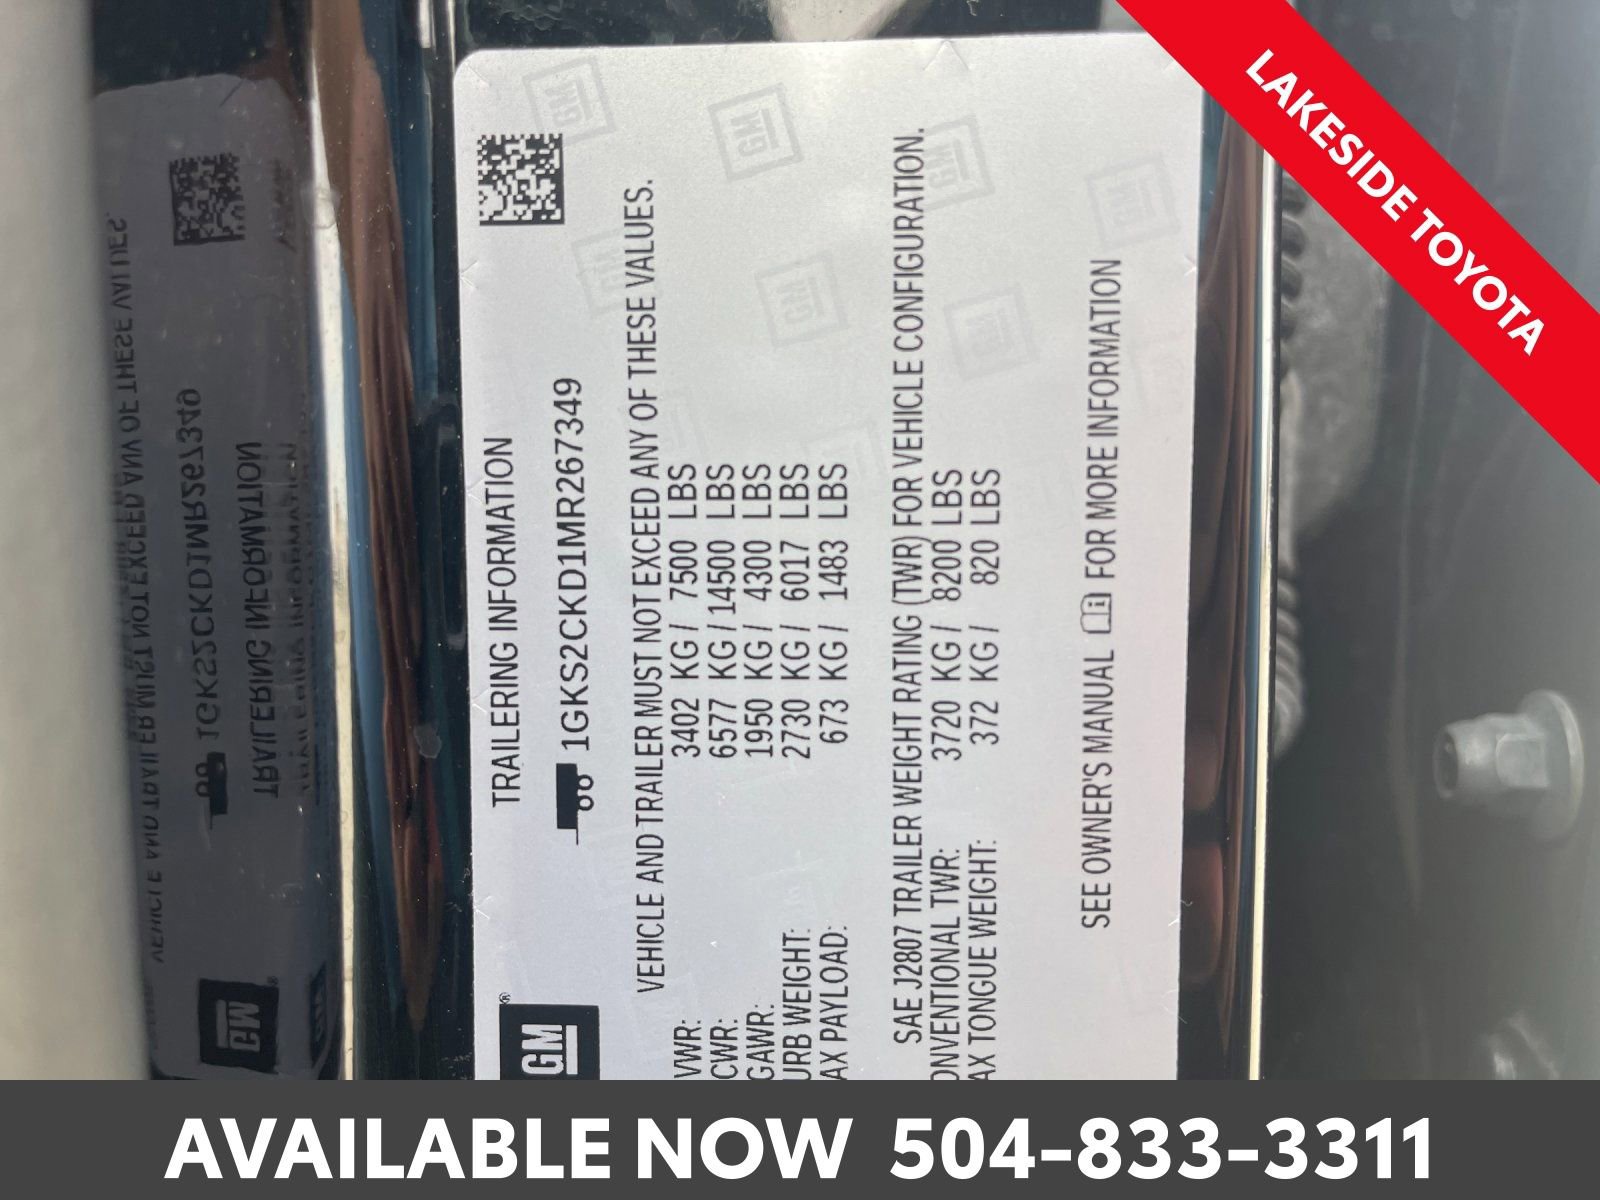 LAKESIDE TOYOTA
GM
TRAILERING INFORMATION
1GKS2CKD1MR267349
VEHICLE AND TRAILER MUST NOT EXCEED ANY OF THESE VALUES.
VWR: 3402 KG / 7500 LBS
CWR: 6577 KG / 14500 LBS
GAWR: 1950 KG / 4300 LBS
URB WEIGHT: 2730 KG / 6017 LBS
AX PAYLOAD: 673 KG / 1483 LBS
SAE J2807 TRAILER WEIGHT RATING (TWR) FOR VEHICLE CONFIGURATION.
ONVENTIONAL TWR: 3720 KG / 8200 LBS
AX TONGUE WEIGHT: 372 KG / 820 LBS
SEE OWNER'S MANUAL FOR MORE INFORMATION
AVAILABLE NOW 504-833-3311